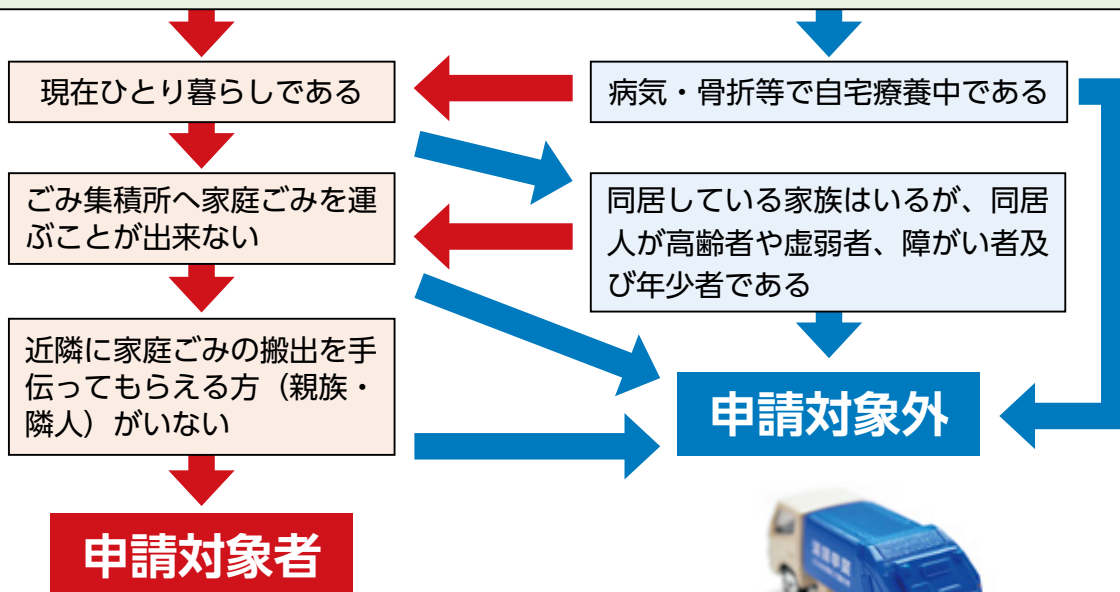 現在ひとり暮らしである
病気・骨折等で自宅療養中である
ごみ集積所へ家庭ごみを運
ぶことが出来ない
同居している家族はいるが、同居
人が高齢者や虚弱者、障がい者及
び年少者である
近隣に家庭ごみの搬出を手
伝ってもらえる方（親族・
隣人）がいない
申請対象外
申請対象者